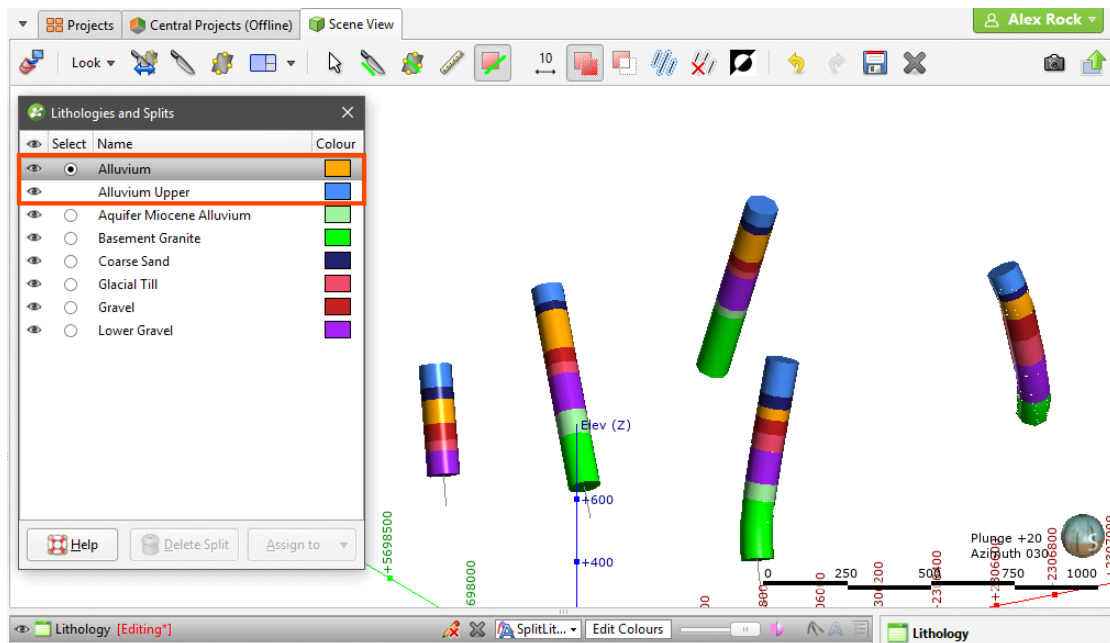 Projects
Central Projects (Offline)
Scene View
Alex Rock
Look
10
Lithologies and Splits
Select Name Colour
Alluvium
Alluvium Upper
Aquifer Miocene Alluvium
Basement Granite
Coarse Sand
Glacial Till
Gravel
Lower Gravel
Help
Delete Split
Assign to
Elev (Z)
+600
+400
+5698500
698000
Plunge +20
Azimuth 030
0 250 500 750 1000
Lithology [Editing*]
SplitLit...
Edit Colours
Lithology